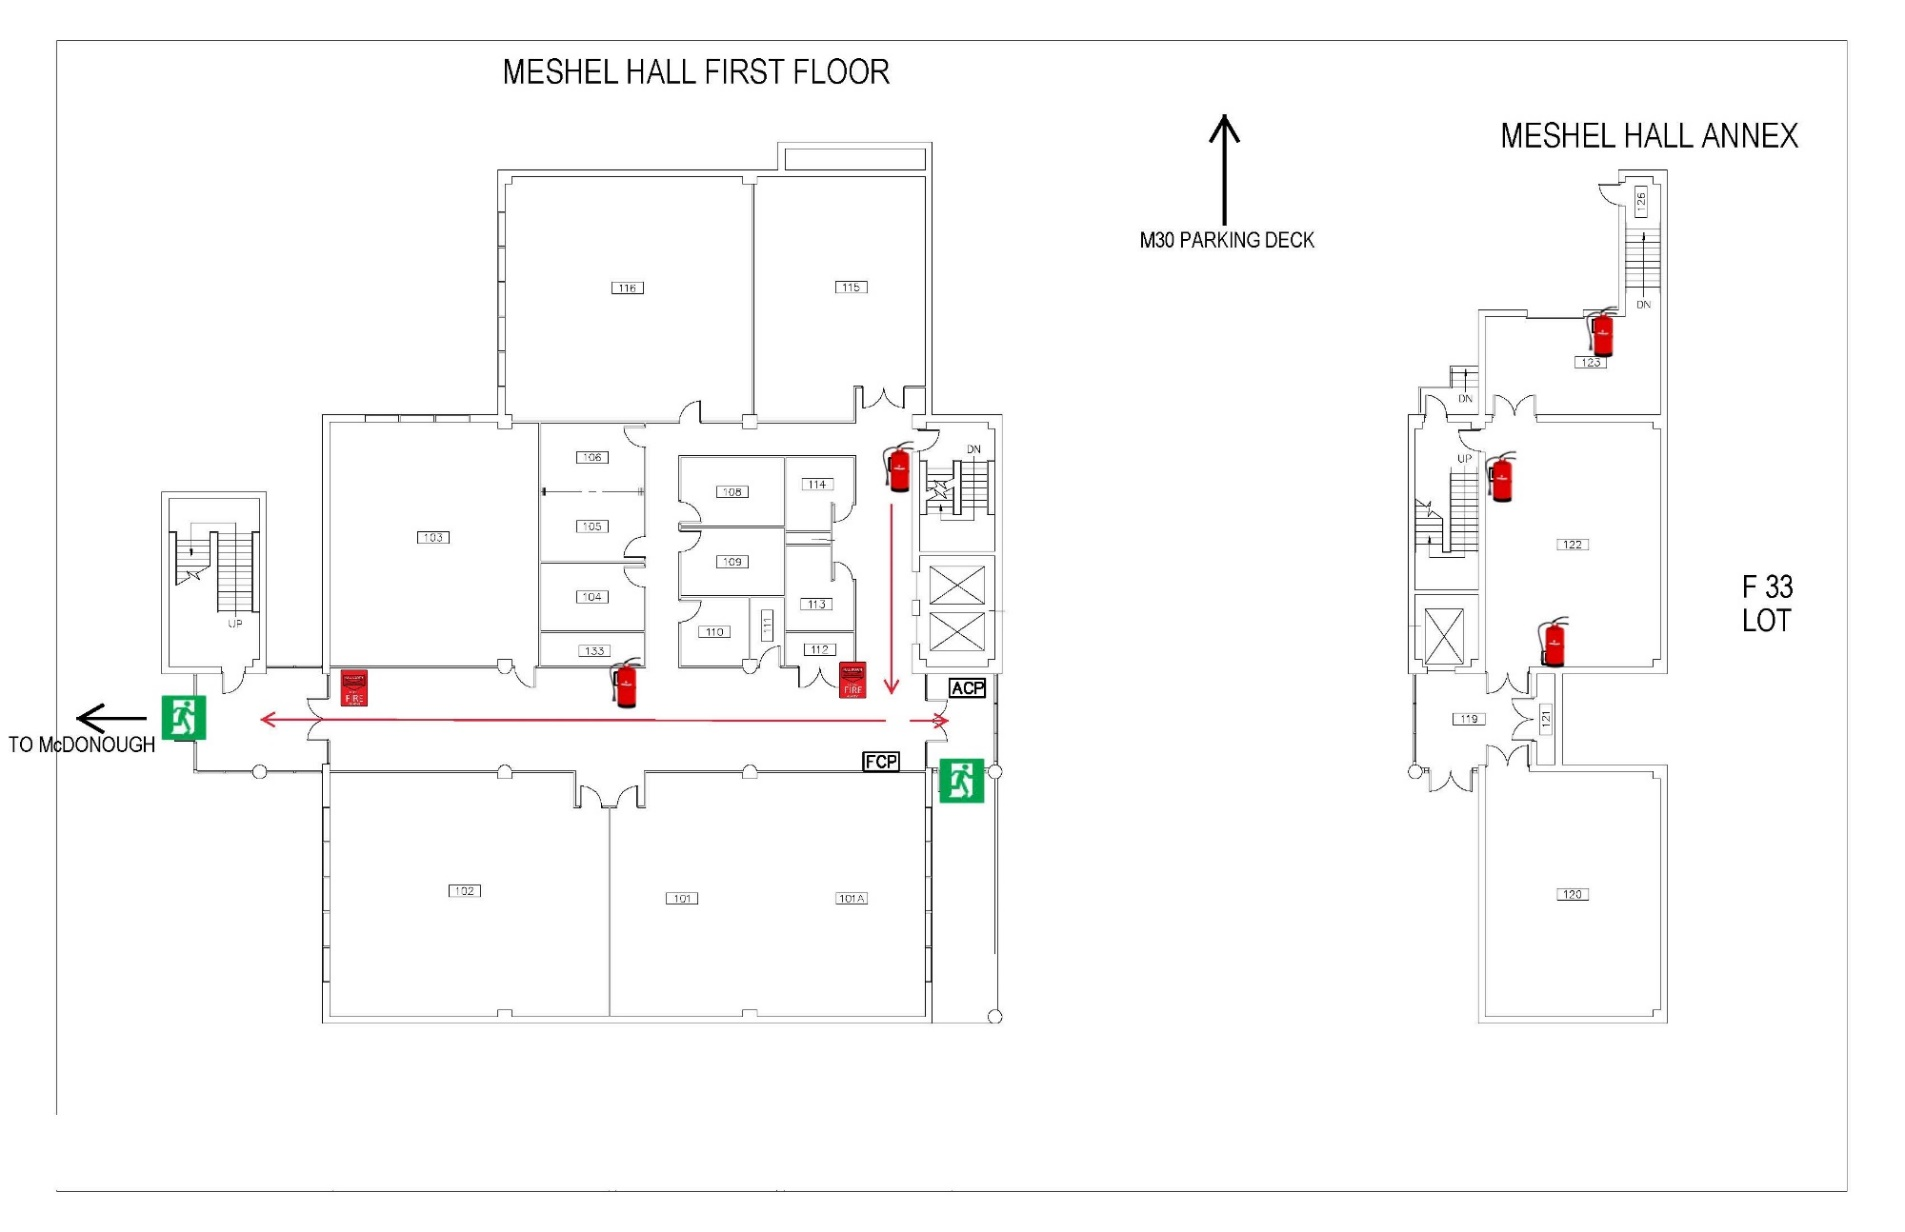 MESHEL HALL FIRST FLOOR
MESHEL HALL ANNEX
M30 PARKING DECK
126
DN
116
115
123
DN
106
108
114
DN
UP
105
103
109
122
104
113
F 33
LOT
UP
110
111
133
112
FIRE
FIRE
ACP
119
121
TO McDONOUGH
FCP
102
101
101A
120